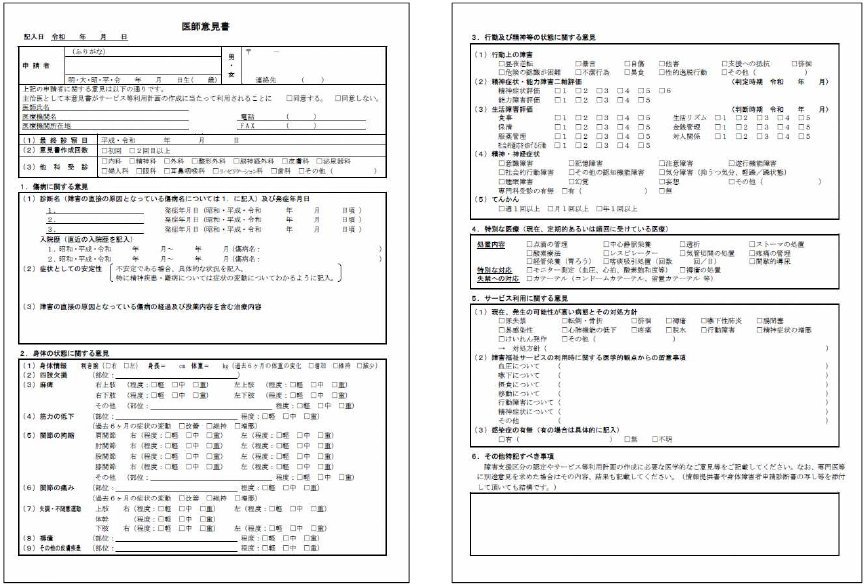 医師意見書
記入日 令和 年 月 日
申請者 (ふりがな) 男・女 〒 －
明・大・昭・平・令 年 月 日生( 歳) 連絡先 ( )
上記の申請者に関する意見は以下の通りです。
主治医として本意見書がサービス等利用計画の作成に当たって利用されることに □同意する。 □同意しない。
医師氏名
医療機関名 電話 ( )
医療機関所在地 FAX ( )
(1)最終診察日 平成・令和 年 月 日
(2)意見書作成回数 □初回 □2回目以上
(3)他科受診 □内科 □精神科 □外科 □整形外科 □脳神経外科 □皮膚科 □泌尿器科
□婦人科 □眼科 □耳鼻咽喉科 □リハビリテーション科 □歯科 □その他( )
1．傷病に関する意見
(1)診断名(障害の直接の原因となっている傷病名については1．に記入)及び発症年月日
1． 発症年月日(昭和・平成・令和 年 月 日頃)
2． 発症年月日(昭和・平成・令和 年 月 日頃)
3． 発症年月日(昭和・平成・令和 年 月 日頃)
入院歴(直近の入院歴を記入)
1．昭和・平成・令和 年 月～ 年 月(傷病名： )
2．昭和・平成・令和 年 月～ 年 月(傷病名： )
(2)症状としての安定性 不安定である場合、具体的な状況を記入。
特に精神疾患・難病については症状の変動についてわかるように記入。
(3)障害の直接の原因となっている傷病の経過及び投薬内容を含む治療内容
2．身体の状態に関する意見
(1)身体情報 利き腕(□右 □左) 身長＝ cm 体重＝ kg(過去6ヶ月の体重の変化 □増加 □維持 □減少)
(2)四肢欠損 (部位： )
(3)麻痺 右上肢 (程度：□軽 □中 □重) 左上肢 (程度：□軽 □中 □重)
右下肢 (程度：□軽 □中 □重) 左下肢 (程度：□軽 □中 □重)
その他 (部位： 程度：□軽 □中 □重)
(4)筋力の低下 (部位： 程度：□軽 □中 □重)
(過去6ヶ月の症状の変動 □改善 □維持 □増悪)
(5)関節の拘縮 肩関節 右(程度：□軽 □中 □重) 左(程度：□軽 □中 □重)
肘関節 右(程度：□軽 □中 □重) 左(程度：□軽 □中 □重)
股関節 右(程度：□軽 □中 □重) 左(程度：□軽 □中 □重)
膝関節 右(程度：□軽 □中 □重) 左(程度：□軽 □中 □重)
その他 (部位： 程度：□軽 □中 □重)
(6)関節の痛み (部位： 程度：□軽 □中 □重)
(過去6ヶ月の症状の変動 □改善 □維持 □増悪)
(7)失調・不随意運動 上肢 右(程度：□軽 □中 □重) 左(程度：□軽 □中 □重)
体幹 (程度：□軽 □中 □重)
下肢 右(程度：□軽 □中 □重) 左(程度：□軽 □中 □重)
(8)褥瘡 (部位： 程度：□軽 □中 □重)
(9)その他の皮膚疾患 (部位： 程度：□軽 □中 □重)
3．行動及び精神等の状態に関する意見
(1)行動上の障害
□昼夜逆転 □暴言 □自傷 □他害 □支援への抵抗 □徘徊
□危険の認識が困難 □不潔行為 □異食 □性的逸脱行動 □その他( )
(2)精神症状・能力障害二軸評価 〈判定時期 令和 年 月〉
精神症状評価 □1 □2 □3 □4 □5 □6
能力障害評価 □1 □2 □3 □4 □5
(3)生活障害評価 〈判断時期 令和 年 月〉
食事 □1 □2 □3 □4 □5 生活リズム □1 □2 □3 □4 □5
保清 □1 □2 □3 □4 □5 金銭管理 □1 □2 □3 □4 □5
服薬管理 □1 □2 □3 □4 □5 対人関係 □1 □2 □3 □4 □5
社会的適応を妨げる行動 □1 □2 □3 □4 □5
(4)精神・神経症状
□意識障害 □記憶障害 □注意障害 □遂行機能障害
□社会的行動障害 □その他の認知機能障害 □気分障害(抑うつ気分、軽躁/躁状態)
□睡眠障害 □幻覚 □妄想 □その他( )
専門科受診の有無 □有( ) □無
(5)てんかん
□週1回以上 □月1回以上 □年1回以上
4．特別な医療(現在、定期的あるいは頻回に受けている医療)
処置内容 □点滴の管理 □中心静脈栄養 □透析 □ストーマの処置
□酸素療法 □レスピレーター □気管切開の処置 □疼痛の管理
□経管栄養(胃ろう) □喀痰吸引処置(回数 回/日) □間歇的導尿
特別な対応 □モニター測定(血圧、心拍、酸素飽和度等) □褥瘡の処置
失禁への対応 □カテーテル(コンドームカテーテル、留置カテーテル 等)
5．サービス利用に関する意見
(1)現在、発生の可能性が高い病態とその対処方針
□尿失禁 □転倒・骨折 □徘徊 □褥瘡 □嚥下性肺炎 □腸閉塞
□易感染性 □心肺機能の低下 □疼痛 □脱水 □行動障害 □精神症状の増悪
□けいれん発作 □その他( )
→ 対処方針( )
(2)障害福祉サービスの利用時に関する医学的観点からの留意事項
血圧について ( )
嚥下について ( )
摂食について ( )
移動について ( )
行動障害について( )
精神症状について( )
その他 ( )
(3)感染症の有無(有の場合は具体的に記入)
□有( ) □無 □不明
6．その他特記すべき事項
障害支援区分の認定やサービス等利用計画の作成に必要な医学的なご意見等をご記載してください。なお、専門医等
に別途意見を求めた場合はその内容、結果も記載してください。(情報提供書や身体障害者申請診断書の写し等を添付
して頂いても結構です。)